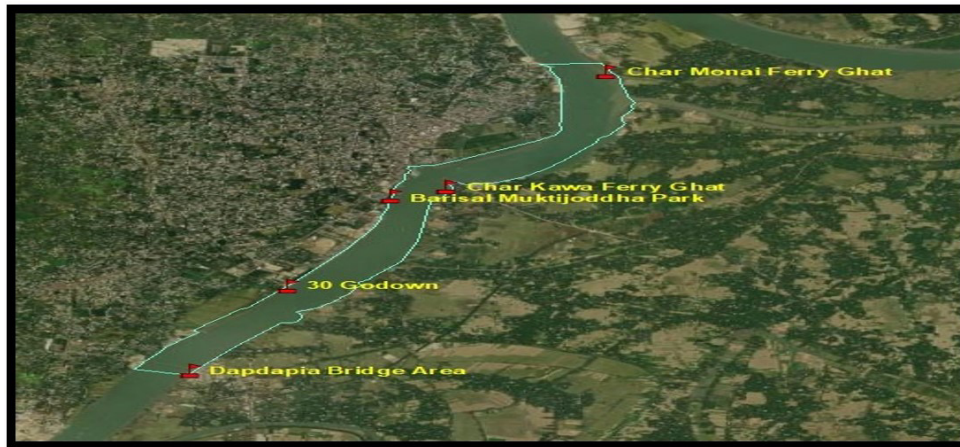 Char Monai Ferry Ghat
Char Kawa Ferry Ghat
Barisal Muktijoddha Park
30 Godown
Dapdapia Bridge Area